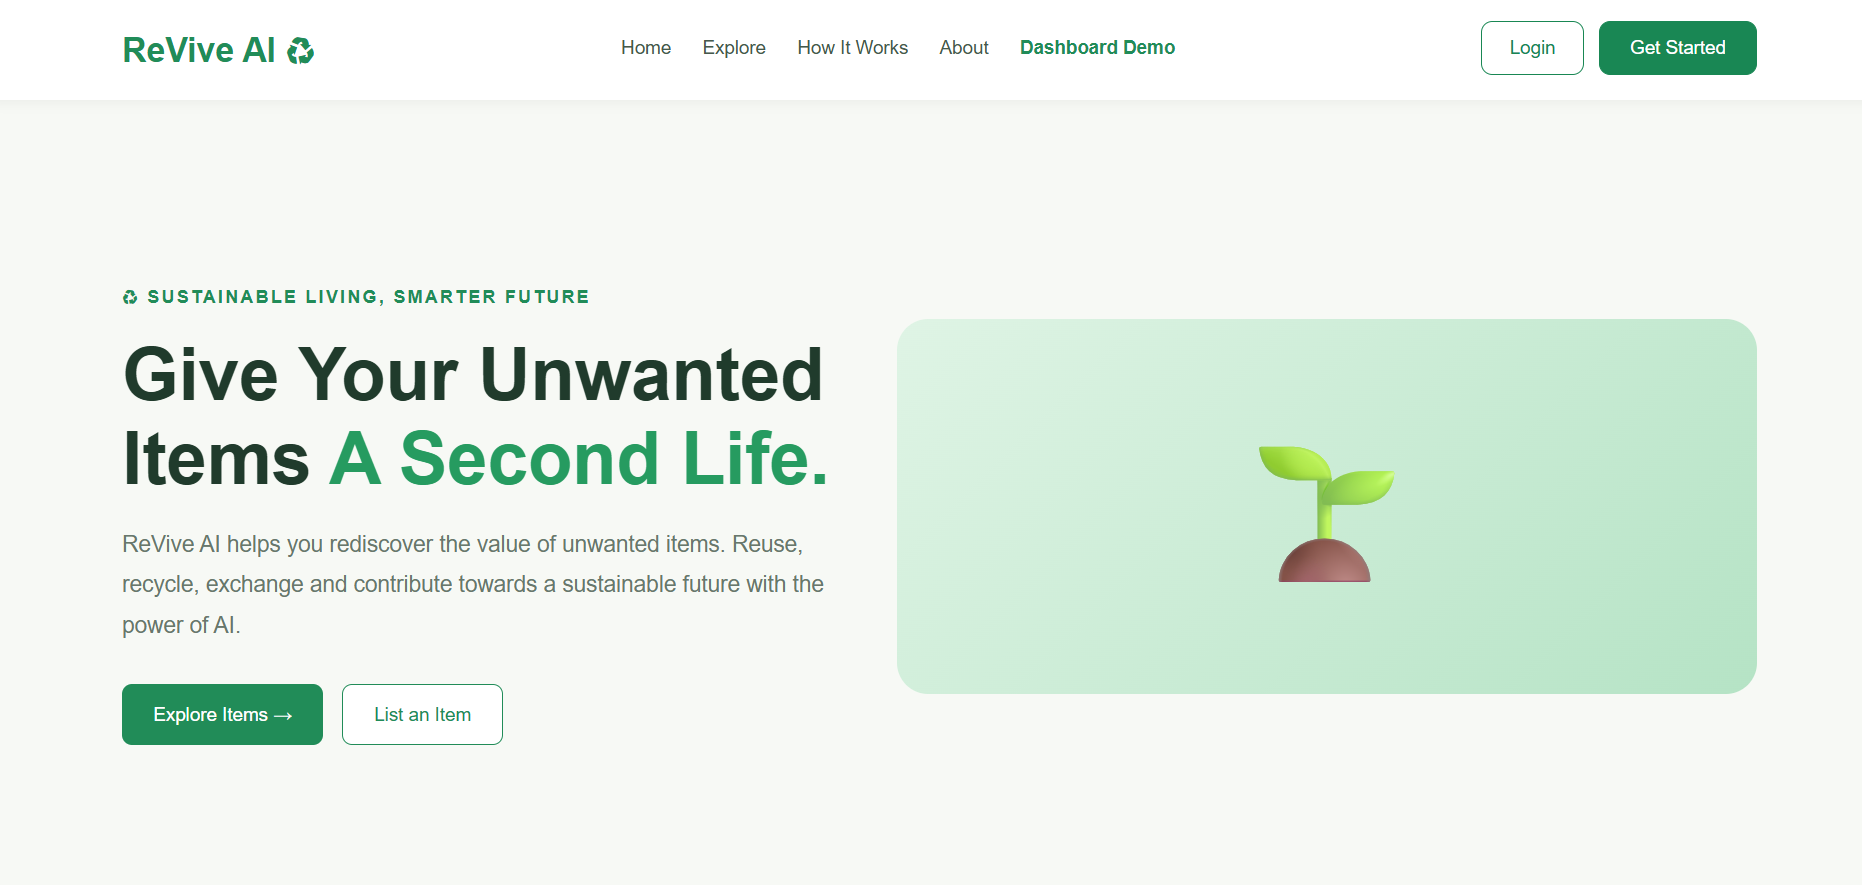 ReVive AI ♻
Home
Explore
How It Works
About
Dashboard Demo
Login
Get Started
♻ SUSTAINABLE LIVING, SMARTER FUTURE
Give Your Unwanted
Items A Second Life.
ReVive AI helps you rediscover the value of unwanted items. Reuse,
recycle, exchange and contribute towards a sustainable future with the
power of AI.
Explore Items →
List an Item